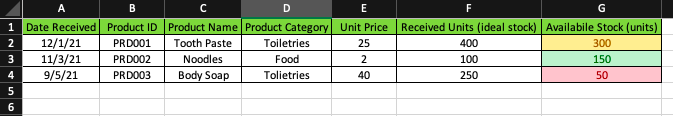 A B C D E F G
1 Date Received Product ID Product Name Product Category Unit Price Received Units (ideal stock) Availabile Stock (units)
2 12/1/21 PRD001 Tooth Paste Toiletries 25 400 300
3 11/3/21 PRD002 Noodles Food 2 100 150
4 9/5/21 PRD003 Body Soap Tolietries 40 250 50
5
6